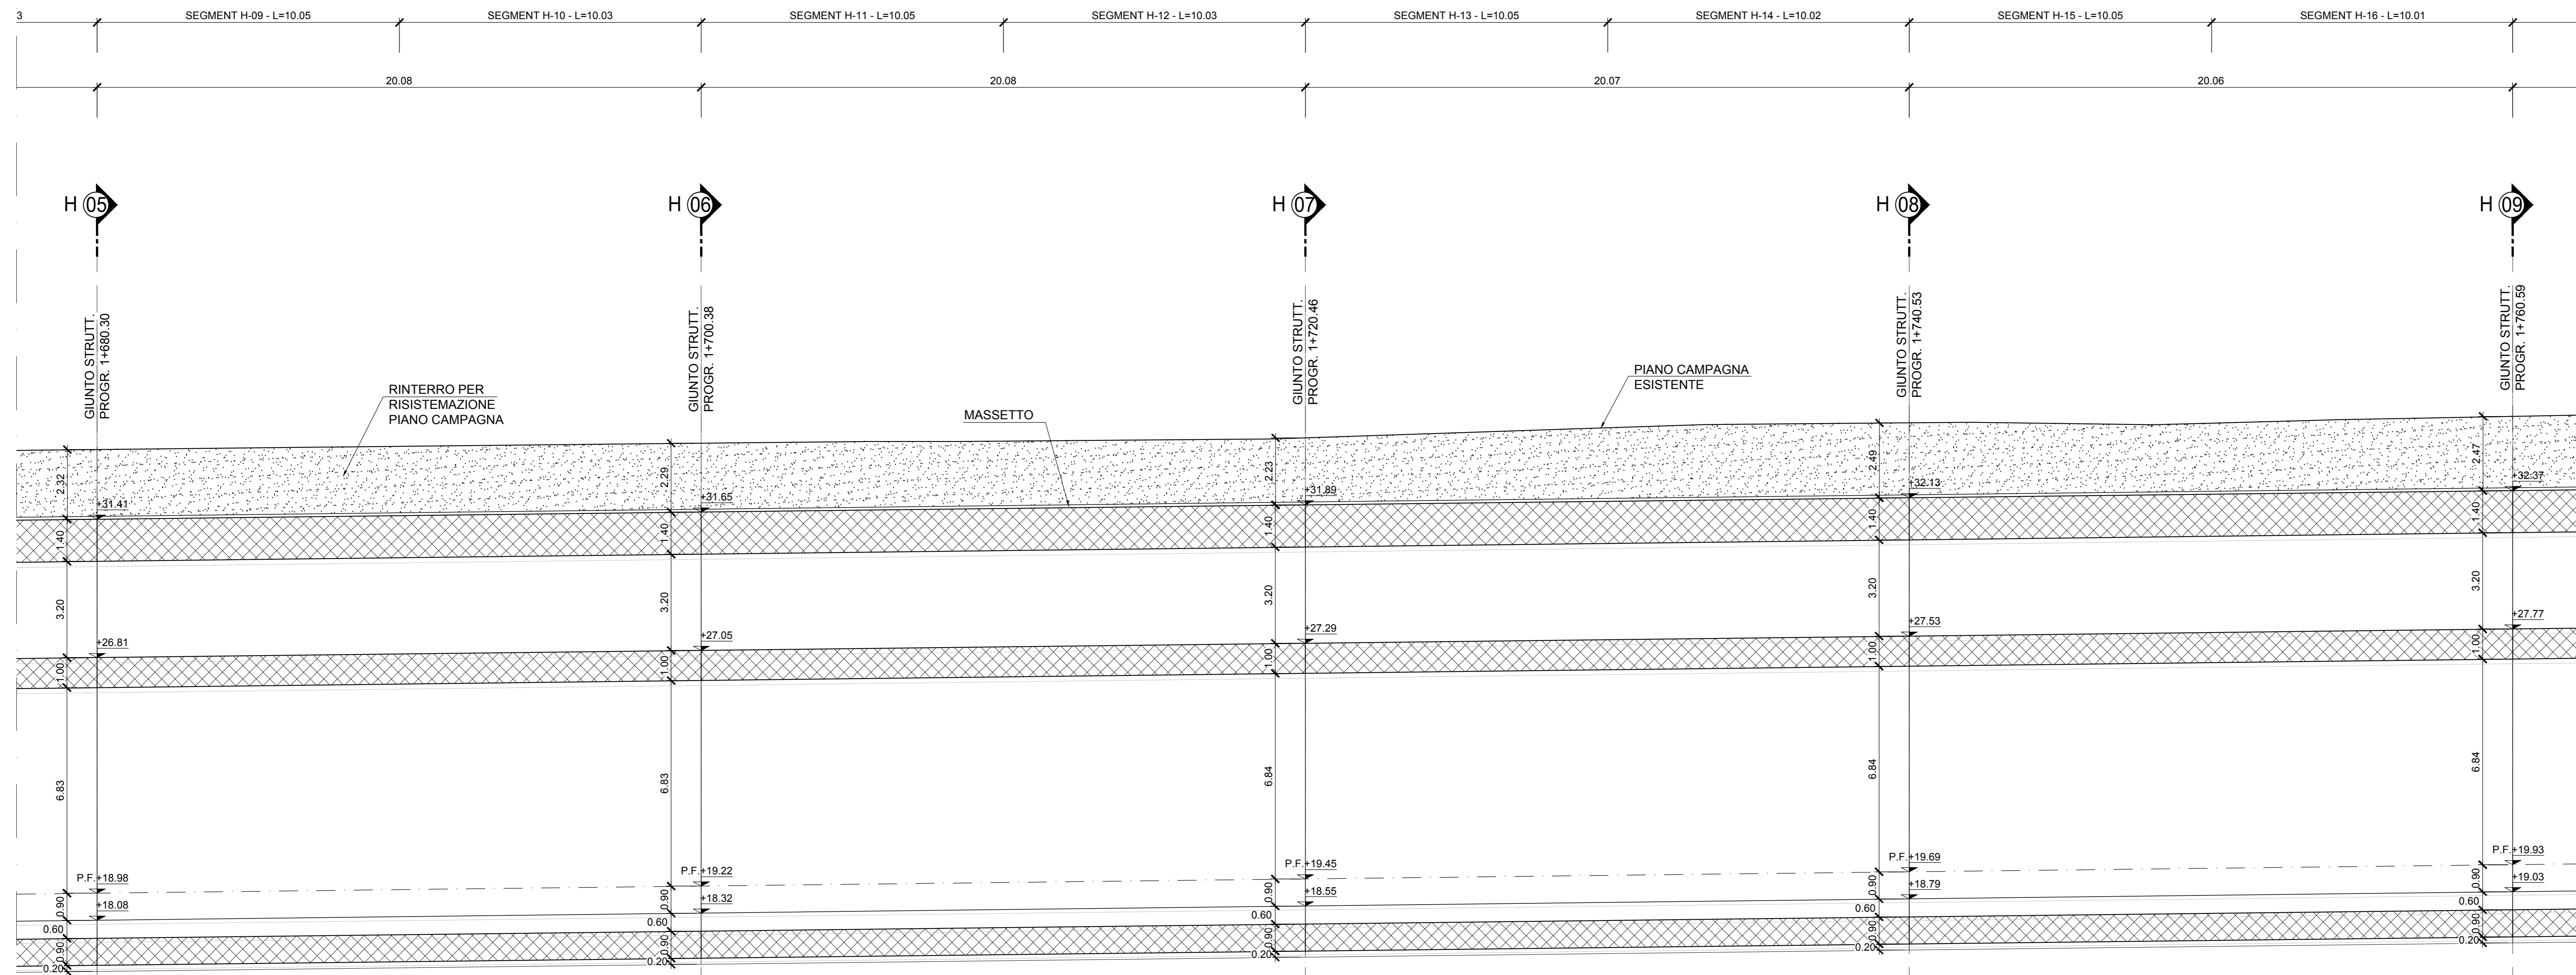 3
SEGMENT H-09 - L=10.05
SEGMENT H-10 - L=10.03
SEGMENT H-11 - L=10.05
SEGMENT H-12 - L=10.03
SEGMENT H-13 - L=10.05
SEGMENT H-14 - L=10.02
SEGMENT H-15 - L=10.05
SEGMENT H-16 - L=10.01
20.08
20.08
20.07
20.06
H 05
H 06
H 07
H 08
H 09
GIUNTO STRUTT.
PROGR. 1+680.30
GIUNTO STRUTT.
PROGR. 1+700.38
GIUNTO STRUTT.
PROGR. 1+720.46
GIUNTO STRUTT.
PROGR. 1+740.53
GIUNTO STRUTT.
PROGR. 1+760.59
RINTERRO PER
RISISTEMAZIONE
PIANO CAMPAGNA
MASSETTO
PIANO CAMPAGNA
ESISTENTE
2.32
2.29
2.23
2.49
2.47
+31.41
+31.65
+31.89
+32.13
+32.37
1.40
1.40
1.40
1.40
1.40
3.20
3.20
3.20
3.20
3.20
+26.81
+27.05
+27.29
+27.53
+27.77
1.00
1.00
1.00
1.00
1.00
6.83
6.83
6.84
6.84
6.84
P.F.+18.98
P.F.+19.22
P.F.+19.45
P.F.+19.69
P.F.+19.93
0.90
0.90
0.90
0.90
0.90
+18.08
+18.32
+18.55
+18.79
+19.03
0.60
0.60
0.60
0.60
0.60
0.90
0.90
0.90
0.90
0.90
0.20
0.20
0.20
0.20
0.20